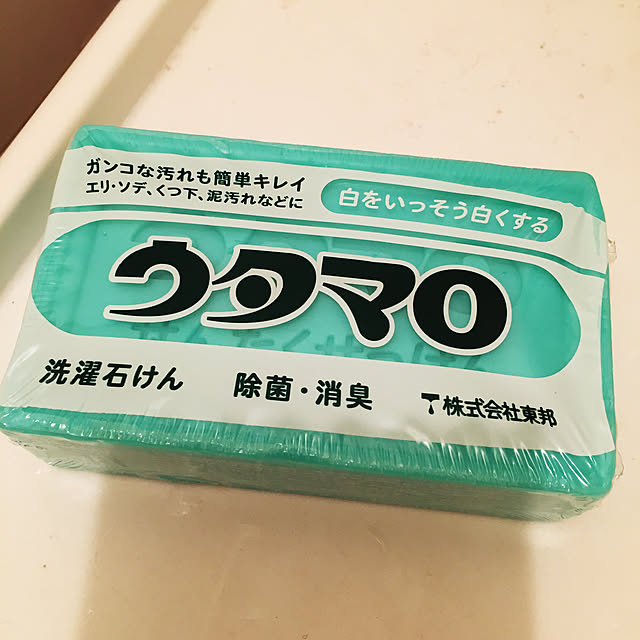 ガンコな汚れも簡単キレイ
エリ・ソデ、くつ下、泥汚れなどに
白をいっそう白くする
ウタマロ
洗濯石けん
除菌・消臭
株式会社東邦